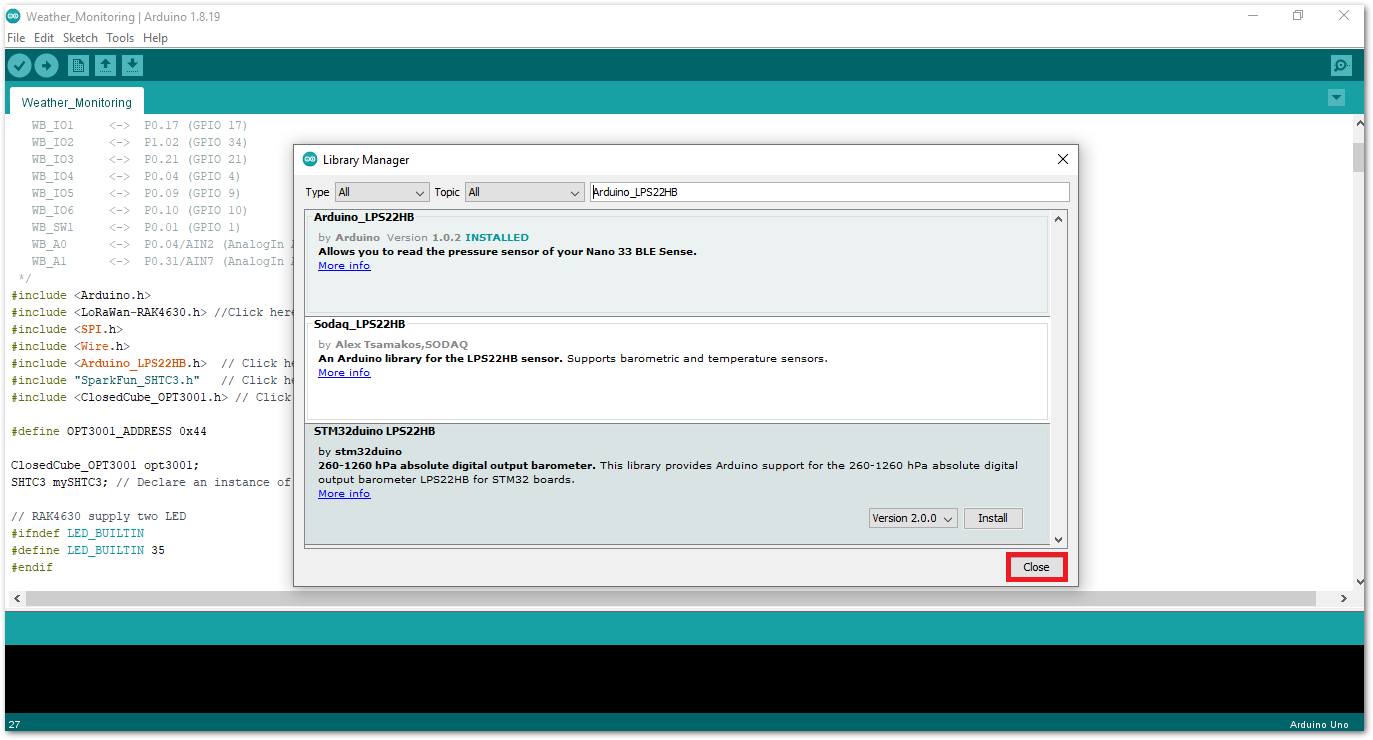 Weather_Monitoring | Arduino 1.8.19
File Edit Sketch Tools Help
Weather_Monitoring
WB_IO1 <-> P0.17 (GPIO 17)
WB_IO2 <-> P1.02 (GPIO 34)
WB_IO3 <-> P0.21 (GPIO 21)
WB_IO4 <-> P0.04 (GPIO 4)
WB_IO5 <-> P0.09 (GPIO 9)
WB_IO6 <-> P0.10 (GPIO 10)
WB_SW1 <-> P0.01 (GPIO 1)
WB_A0 <-> P0.04/AIN2 (AnalogIn
WB_A1 <-> P0.31/AIN7 (AnalogIn
*/
#include <Arduino.h>
#include <LoRaWan-RAK4630.h> //Click here
#include <SPI.h>
#include <Wire.h>
#include <Arduino_LPS22HB.h> // Click he
#include "SparkFun_SHTC3.h" // Click he
#include <ClosedCube_OPT3001.h> // Click
#define OPT3001_ADDRESS 0x44
ClosedCube_OPT3001 opt3001;
SHTC3 mySHTC3; // Declare an instance of
// RAK4630 supply two LED
#ifndef LED_BUILTIN
#define LED_BUILTIN 35
#endif
Library Manager
Type All Topic All Arduino_LPS22HB
Arduino_LPS22HB
by Arduino Version 1.0.2 INSTALLED
Allows you to read the pressure sensor of your Nano 33 BLE Sense.
More info
Sodaq_LPS22HB
by Alex Tsamakos,SODAQ
An Arduino library for the LPS22HB sensor. Supports barometric and temperature sensors.
More info
STM32duino LPS22HB
by stm32duino
260-1260 hPa absolute digital output barometer. This library provides Arduino support for the 260-1260 hPa absolute digital
output barometer LPS22HB for STM32 boards.
More info
Version 2.0.0 Install
Close
27
Arduino Uno